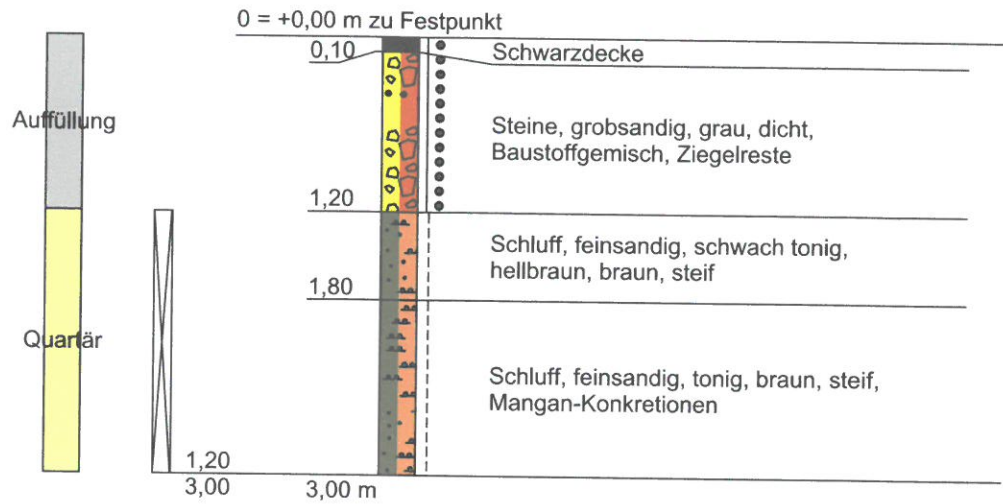 0 = +0,00 m zu Festpunkt
0,10
Schwarzdecke
Auffüllung
Steine, grobsandig, grau, dicht,
Baustoffgemisch, Ziegelreste
1,20
Schluff, feinsandig, schwach tonig,
hellbraun, braun, steif
1,80
Quartär
Schluff, feinsandig, tonig, braun, steif,
Mangan-Konkretionen
1,20
3,00
3,00 m